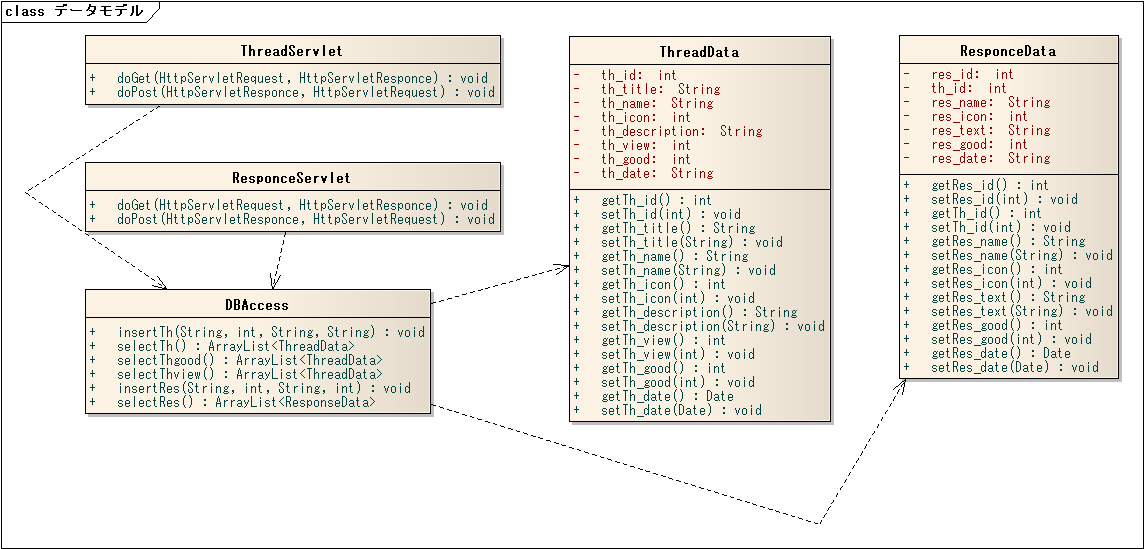 class データモデル
ThreadServlet
+ doGet(HttpServletRequest, HttpServletResponce) : void
+ doPost(HttpServletResponce, HttpServletRequest) : void
ResponceServlet
+ doGet(HttpServletRequest, HttpServletResponce) : void
+ doPost(HttpServletResponce, HttpServletRequest) : void
DBAccess
+ insertTh(String, int, String, String) : void
+ selectTh() : ArrayList<ThreadData>
+ selectThgood() : ArrayList<ThreadData>
+ selectThview() : ArrayList<ThreadData>
+ insertRes(String, int, String, int) : void
+ selectRes() : ArrayList<ResponseData>
ThreadData
- th_id: int
- th_title: String
- th_name: String
- th_icon: int
- th_description: String
- th_view: int
- th_good: int
- th_date: String
+ getTh_id() : int
+ setTh_id(int) : void
+ getTh_title() : String
+ setTh_title(String) : void
+ getTh_name() : String
+ setTh_name(String) : void
+ getTh_icon() : int
+ setTh_icon(int) : void
+ getTh_description() : String
+ setTh_description(String) : void
+ getTh_view() : int
+ setTh_view(int) : void
+ getTh_good() : int
+ setTh_good(int) : void
+ getTh_date() : Date
+ setTh_date(Date) : void
ResponceData
- res_id: int
- th_id: int
- res_name: String
- res_icon: int
- res_text: String
- res_good: int
- res_date: String
+ getRes_id() : int
+ setRes_id(int) : void
+ getTh_id() : int
+ setTh_id(int) : void
+ getRes_name() : String
+ setRes_name(String) : void
+ getRes_icon() : int
+ setRes_icon(int) : void
+ getRes_text() : String
+ setRes_text(String) : void
+ getRes_good() : int
+ setRes_good(int) : void
+ getRes_date() : Date
+ setRes_date(Date) : void